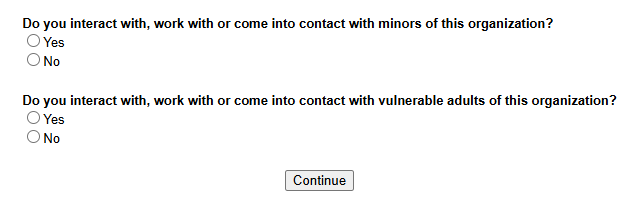 Do you interact with, work with or come into contact with minors of this organization?
Yes
No
Do you interact with, work with or come into contact with vulnerable adults of this organization?
Yes
No
Continue